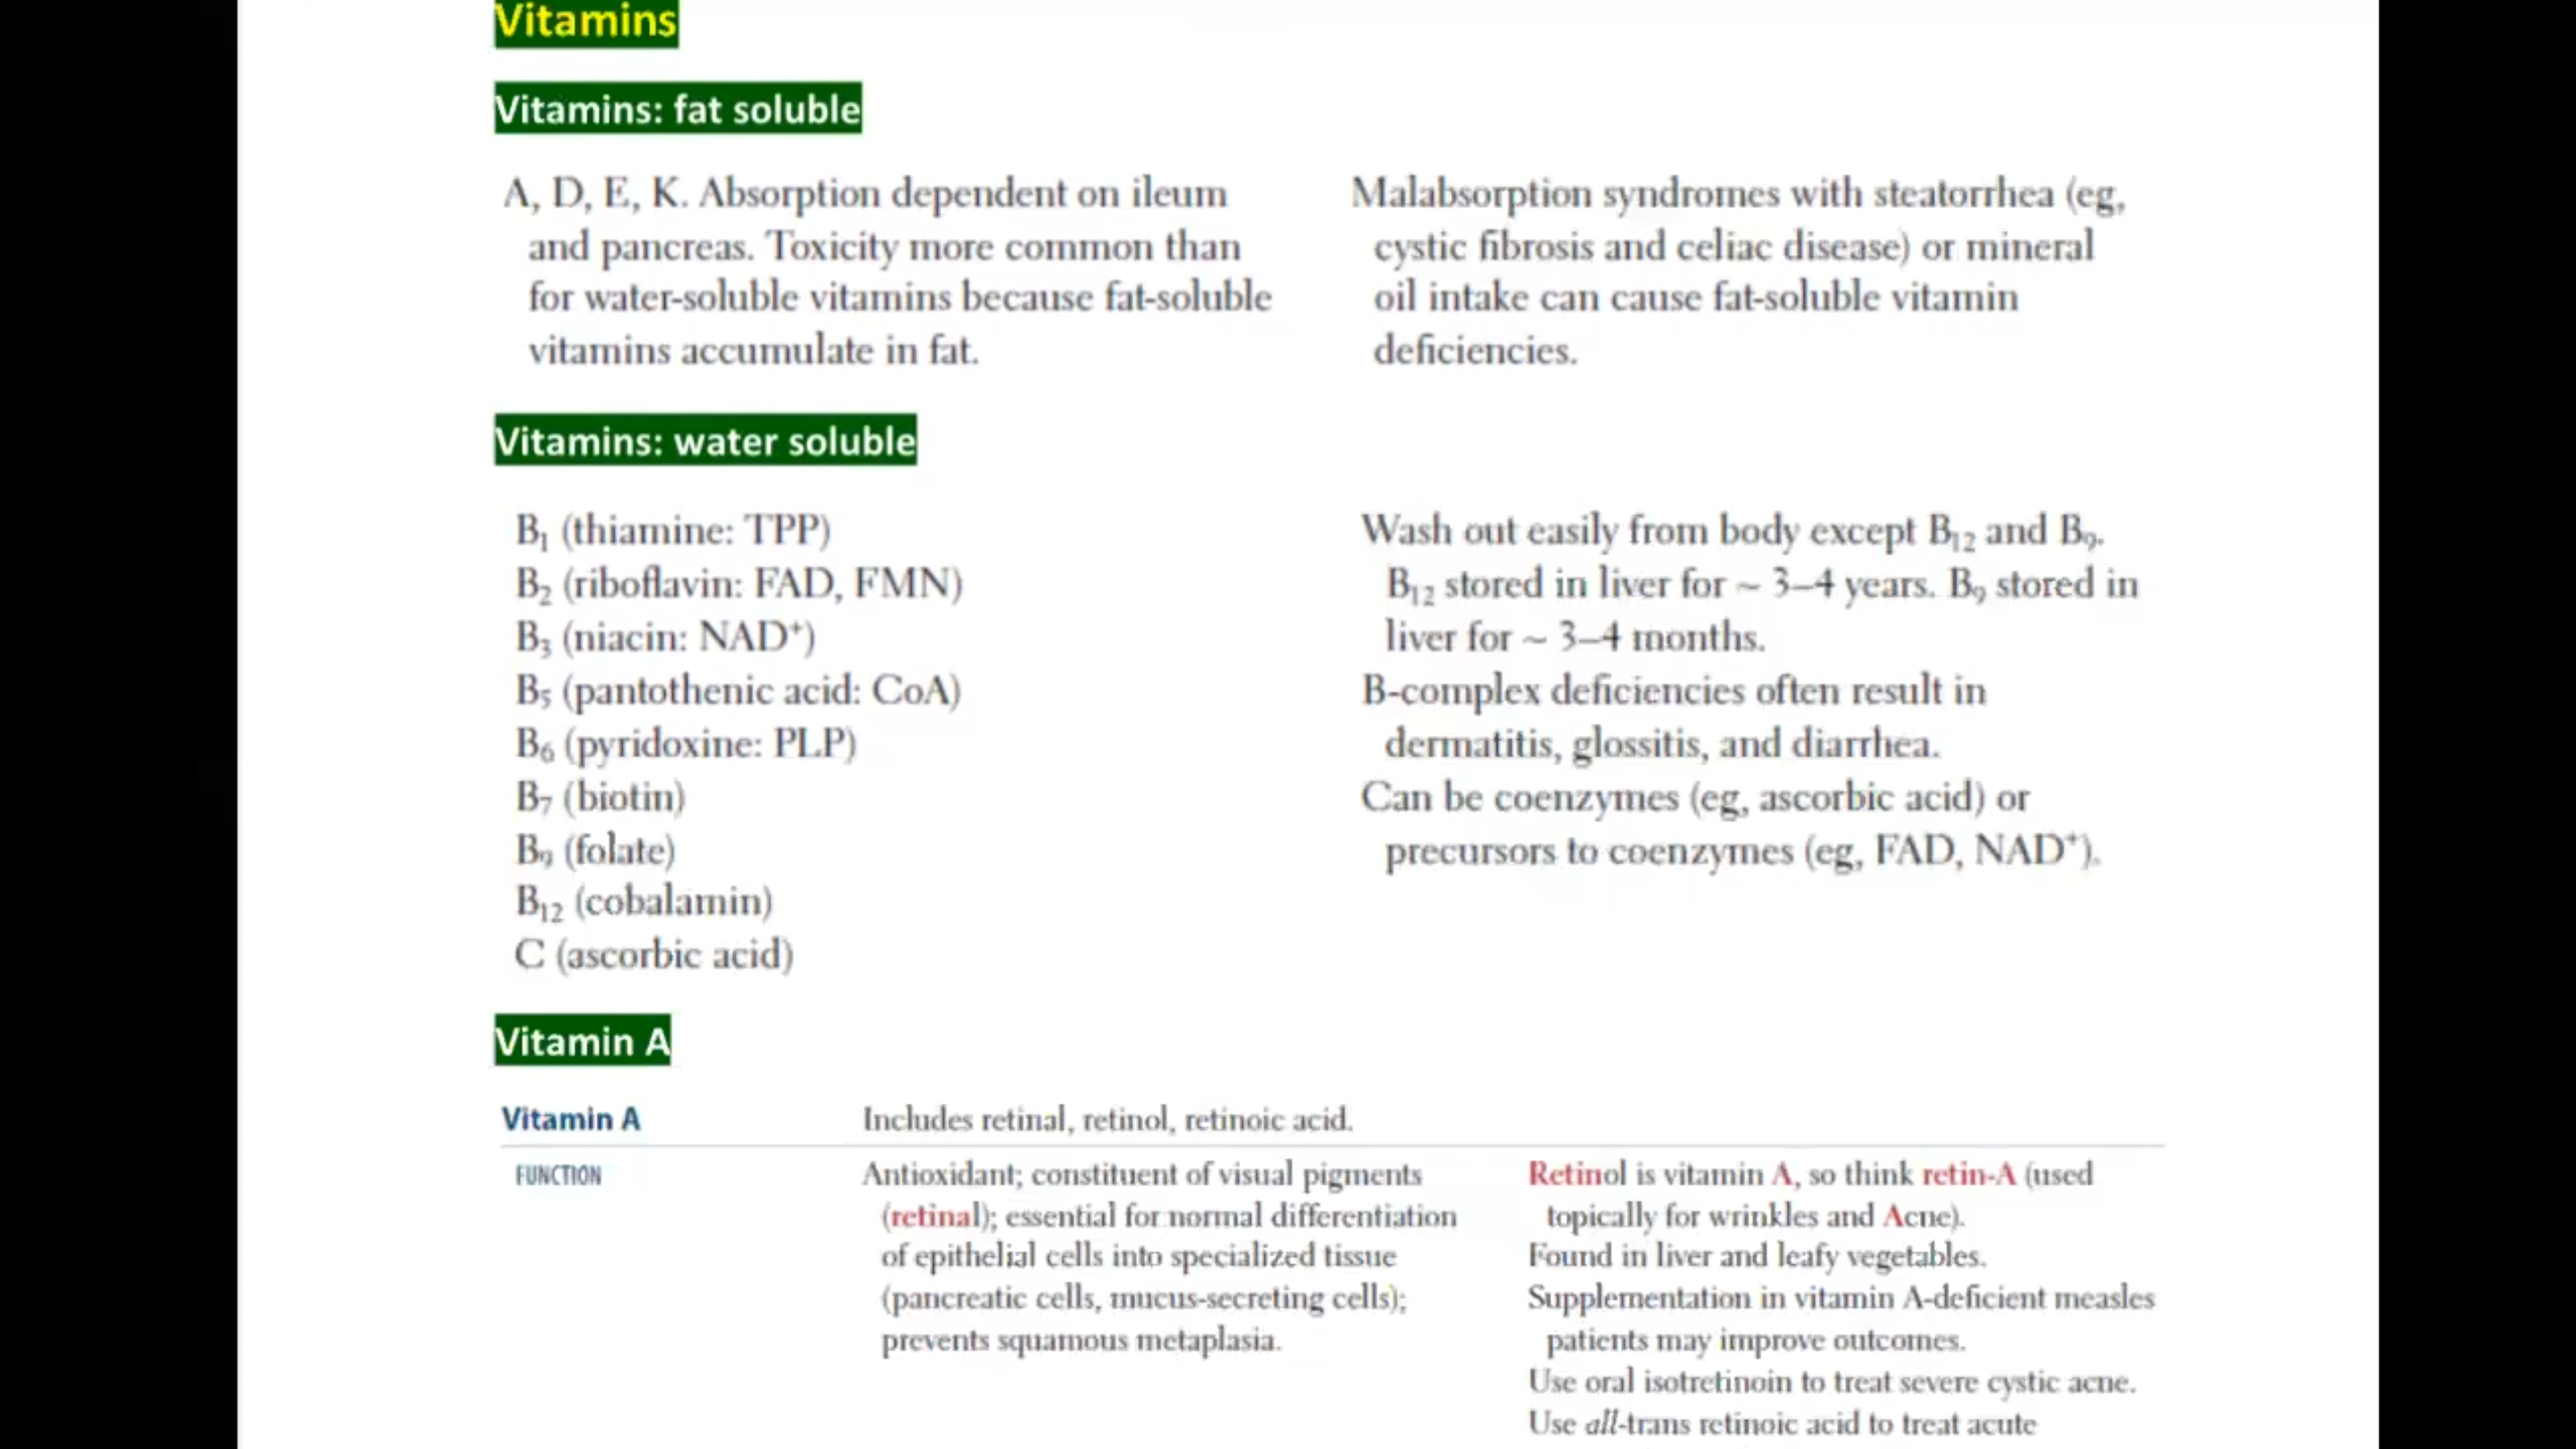 Vitamins
Vitamins: fat soluble
A, D, E, K. Absorption dependent on ileum
and pancreas. Toxicity more common than
for water-soluble vitamins because fat-soluble
vitamins accumulate in fat.
Malabsorption syndromes with steatorrhea (eg,
cystic fibrosis and celiac disease) or mineral
oil intake can cause fat-soluble vitamin
deficiencies.
Vitamins: water soluble
B₁ (thiamine: TPP)
B₂ (riboflavin: FAD, FMN)
B₃ (niacin: NAD⁺)
B₅ (pantothenic acid: CoA)
B₆ (pyridoxine: PLP)
B₇ (biotin)
B₉ (folate)
B₁₂ (cobalamin)
C (ascorbic acid)
Wash out easily from body except B₁₂ and B₉.
B₁₂ stored in liver for ~ 3–4 years. B₉ stored in
liver for ~ 3–4 months.
B-complex deficiencies often result in
dermatitis, glossitis, and diarrhea.
Can be coenzymes (eg, ascorbic acid) or
precursors to coenzymes (eg, FAD, NAD⁺).
Vitamin A
Vitamin A
Includes retinal, retinol, retinoic acid.
FUNCTION
Antioxidant; constituent of visual pigments
(retinal); essential for normal differentiation
of epithelial cells into specialized tissue
(pancreatic cells, mucus-secreting cells);
prevents squamous metaplasia.
Retinol is vitamin A, so think retin-A (used
topically for wrinkles and Acne).
Found in liver and leafy vegetables.
Supplementation in vitamin A-deficient measles
patients may improve outcomes.
Use oral isotretinoin to treat severe cystic acne.
Use all-trans retinoic acid to treat acute